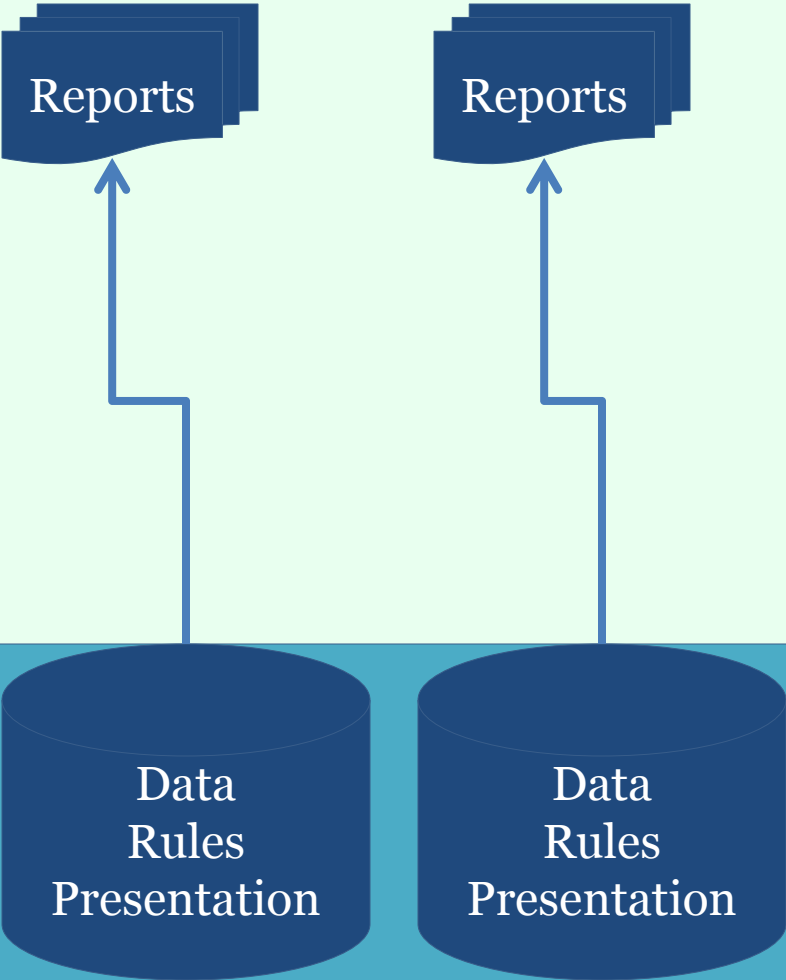 Reports
Reports
Data
Rules
Presentation
Data
Rules
Presentation